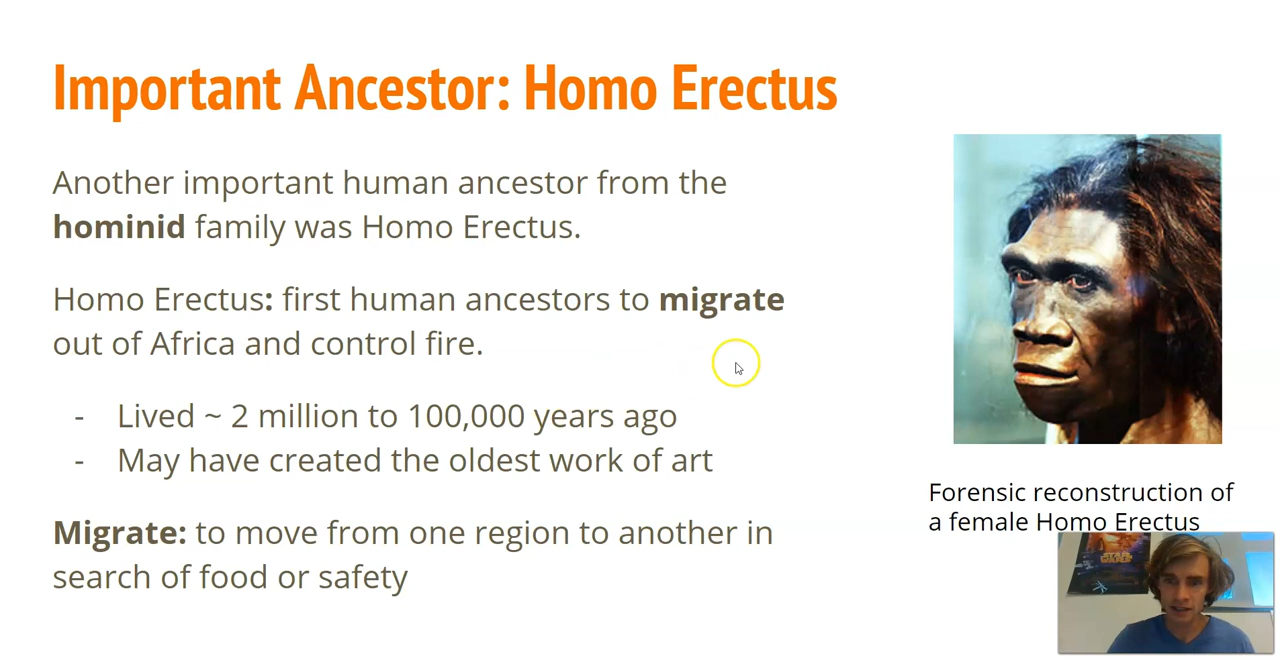 Important Ancestor: Homo Erectus
Another important human ancestor from the
hominid family was Homo Erectus.
Homo Erectus: first human ancestors to migrate
out of Africa and control fire.
- Lived ~ 2 million to 100,000 years ago
- May have created the oldest work of art
Migrate: to move from one region to another in
search of food or safety
Forensic reconstruction of
a female Homo Erectus
STAR
WARS